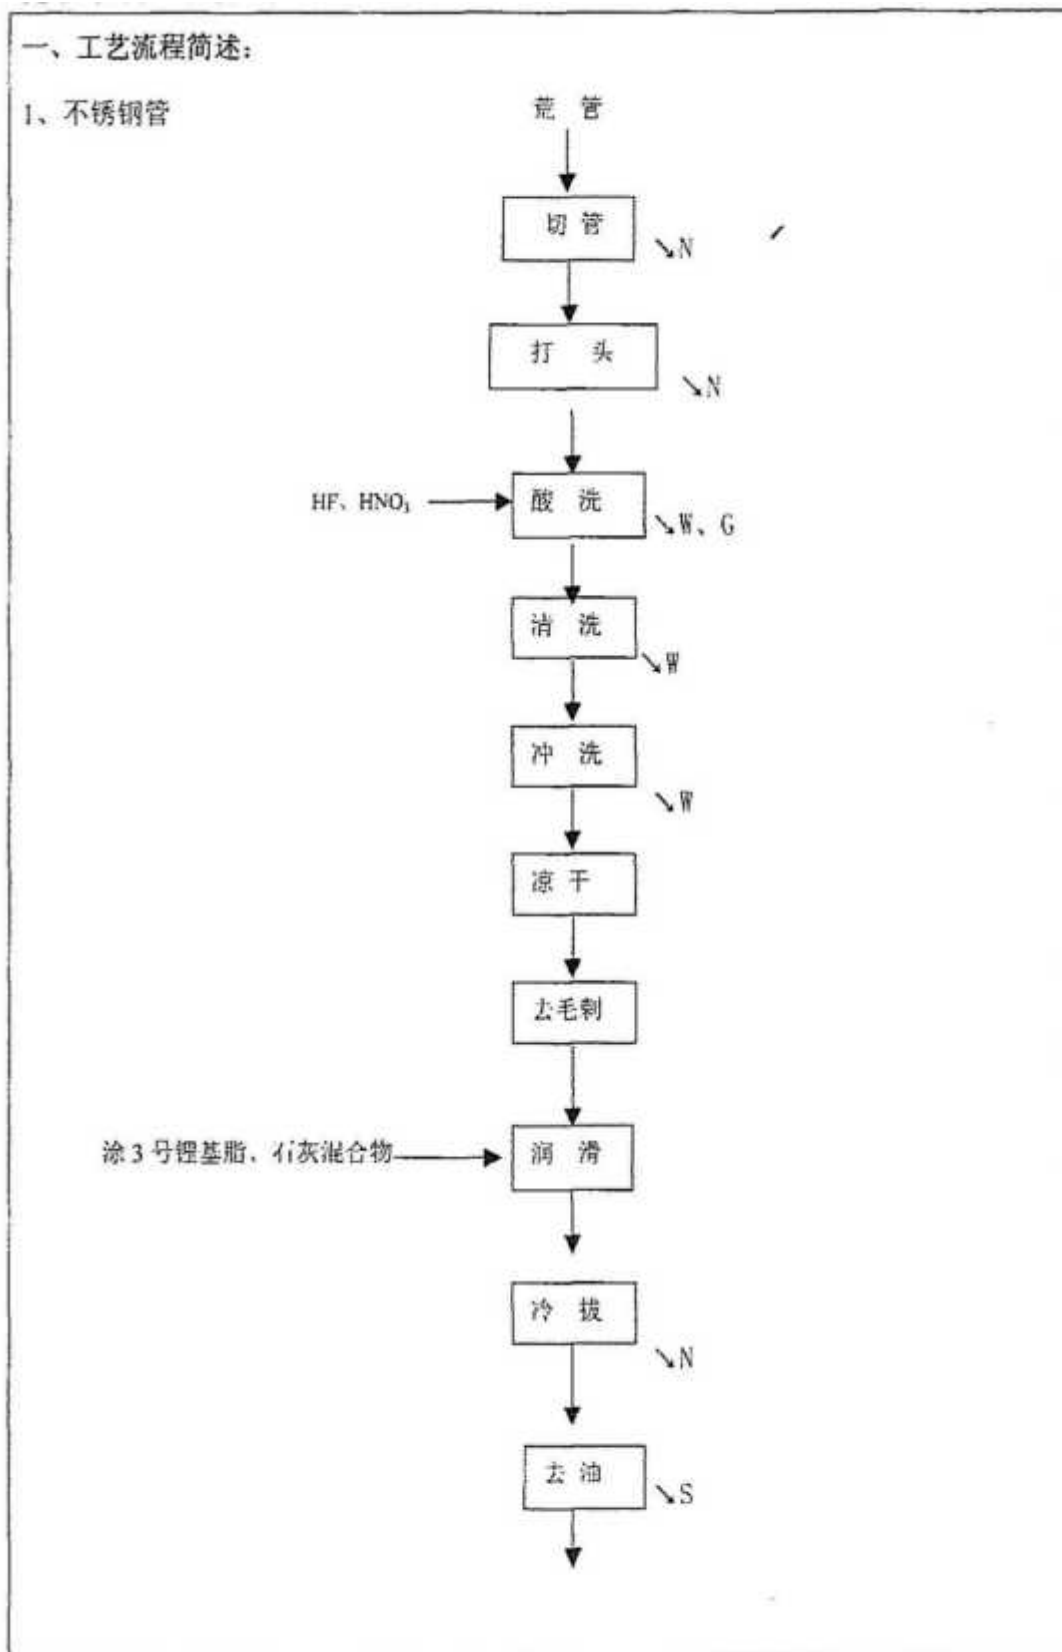 一、工艺流程简述:
1、不锈钢管
荒 管
切 管
↘N
打 头
↘N
HF、HNO₃
酸 洗
↘W、G
清 洗
↘W
冲 洗
↘W
凉 干
去毛刺
涂 3 号锂基脂、石灰混合物
润 滑
冷 拔
↘N
去 油
↘S